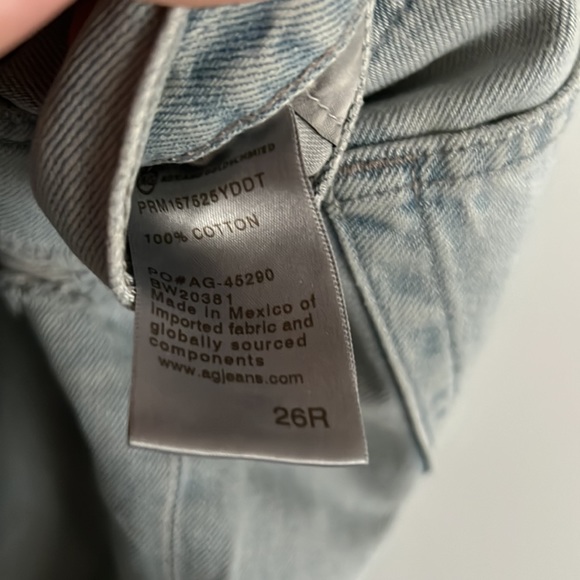 PRM157525YDDT
100% COTTON
PO#AG-45290
BW20381
Made in Mexico of
imported fabric and
globally sourced
components
www.agjeans.com
26R